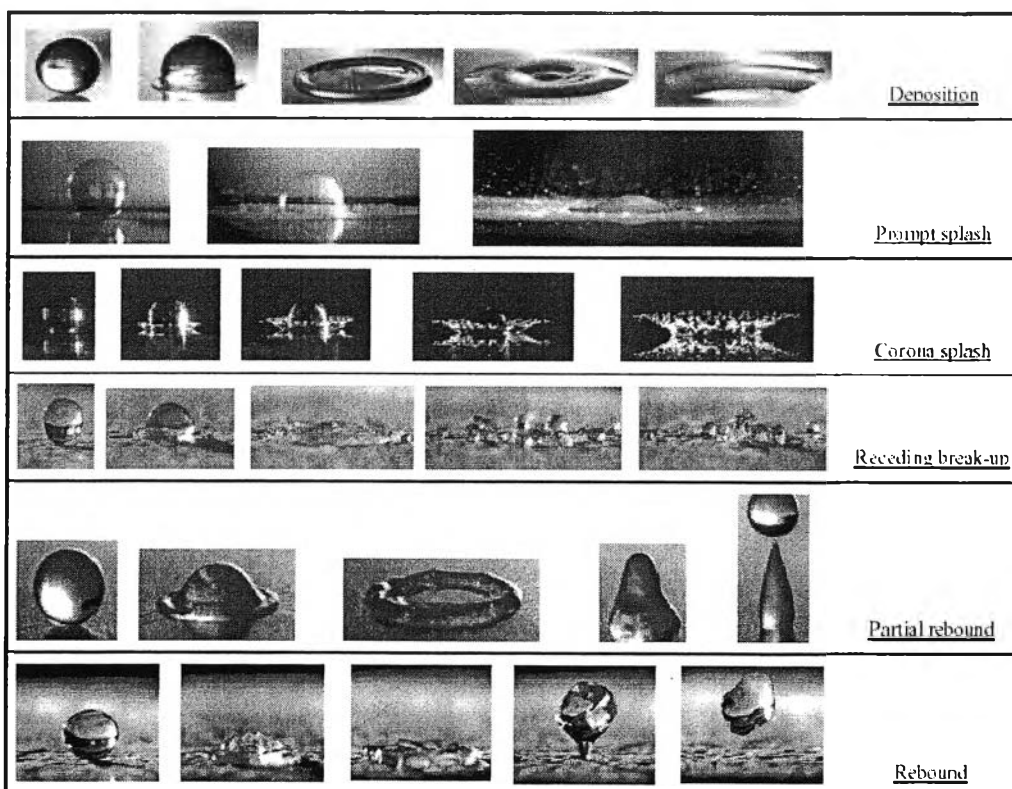 Deposition
Prompt splash
Corona splash
Receding break-up
Partial rebound
Rebound